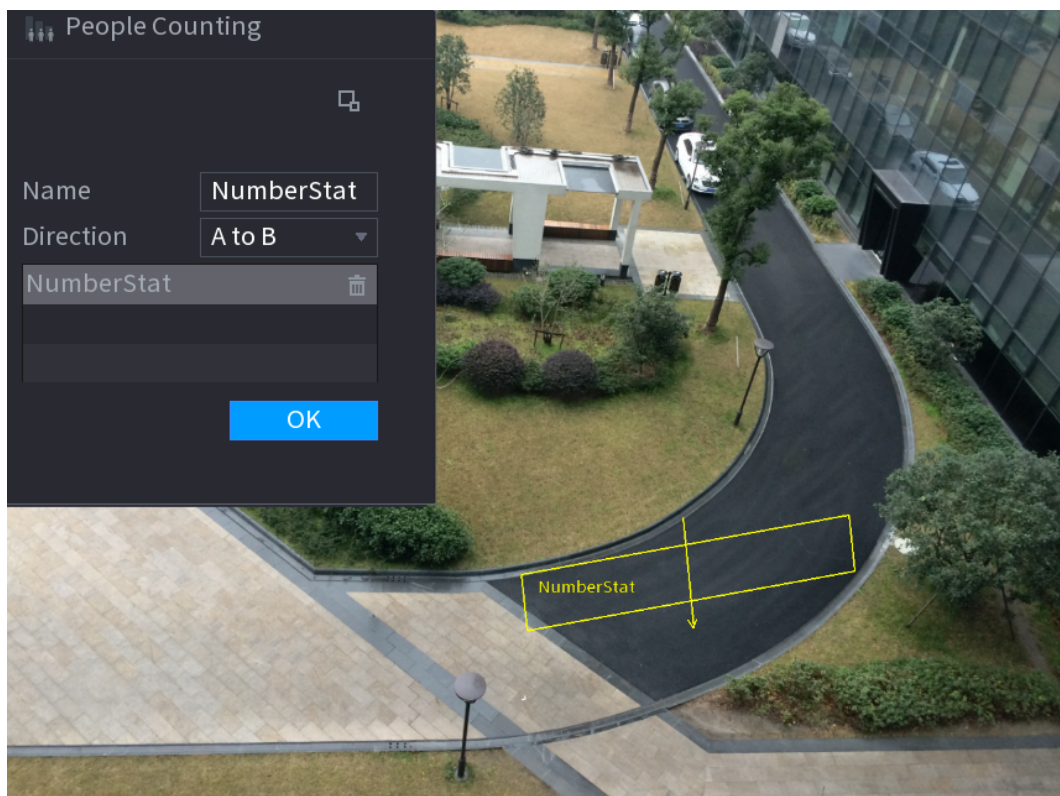 People Counting
Name NumberStat
Direction A to B
NumberStat
OK
NumberStat